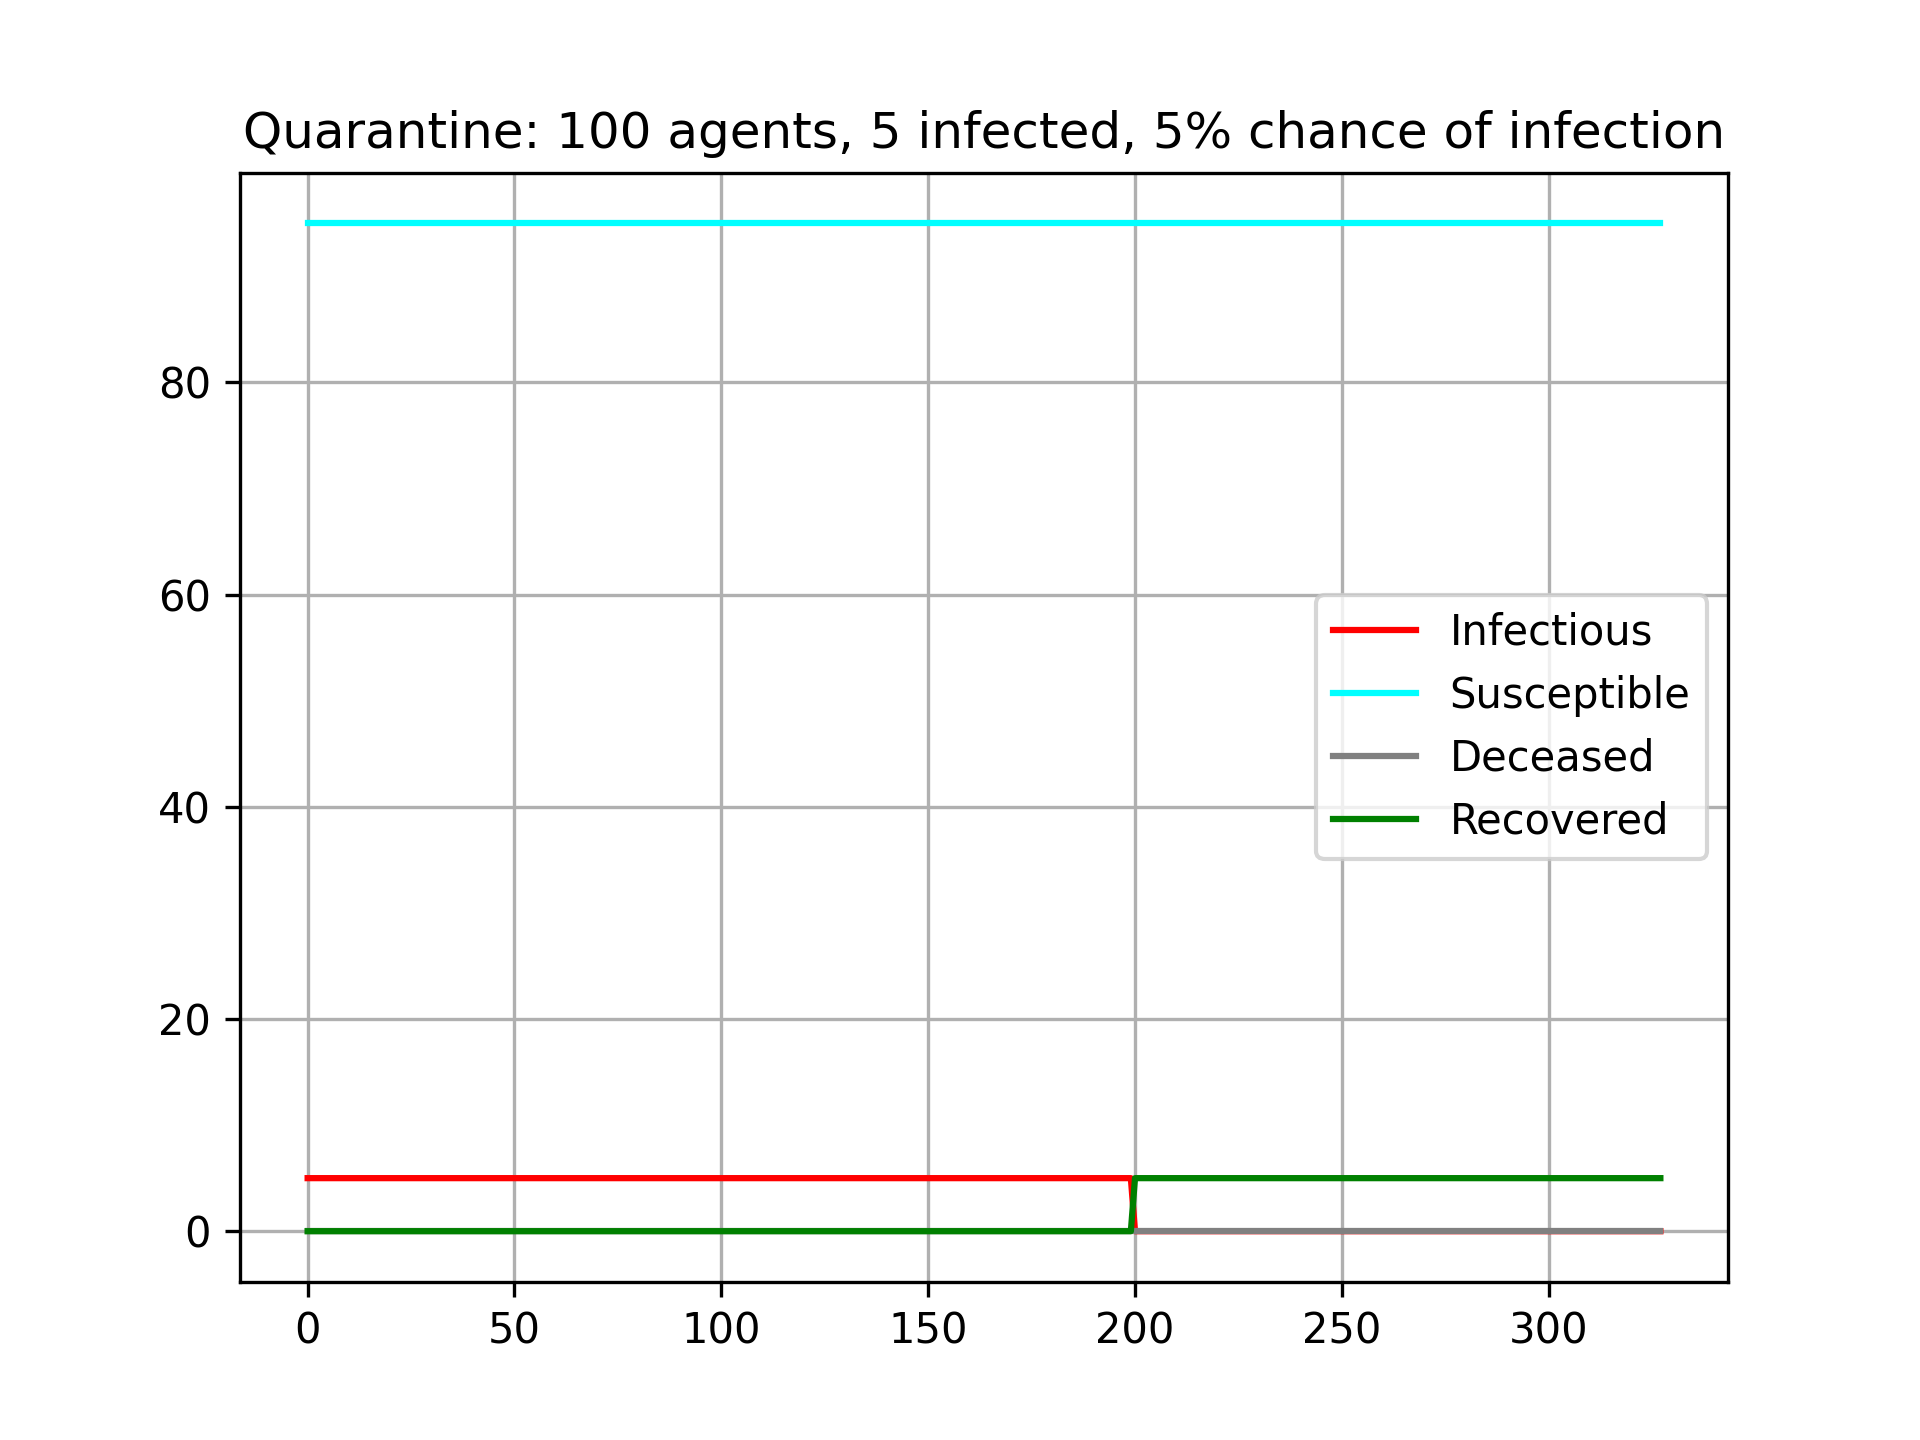 Quarantine: 100 agents, 5 infected, 5% chance of infection
80
60
40
20
0
Infectious
Susceptible
Deceased
Recovered
0 50 100 150 200 250 300